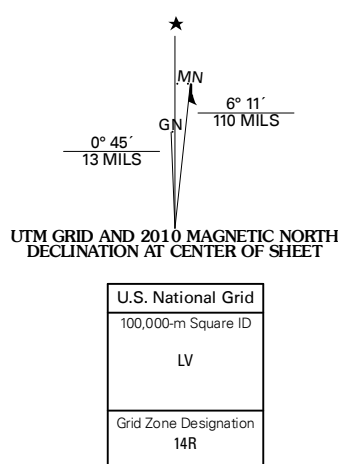 ★
MN
6° 11´
110 MILS
GN
0° 45´
13 MILS
UTM GRID AND 2010 MAGNETIC NORTH
DECLINATION AT CENTER OF SHEET
U.S. National Grid
100,000-m Square ID
LV
Grid Zone Designation
14R